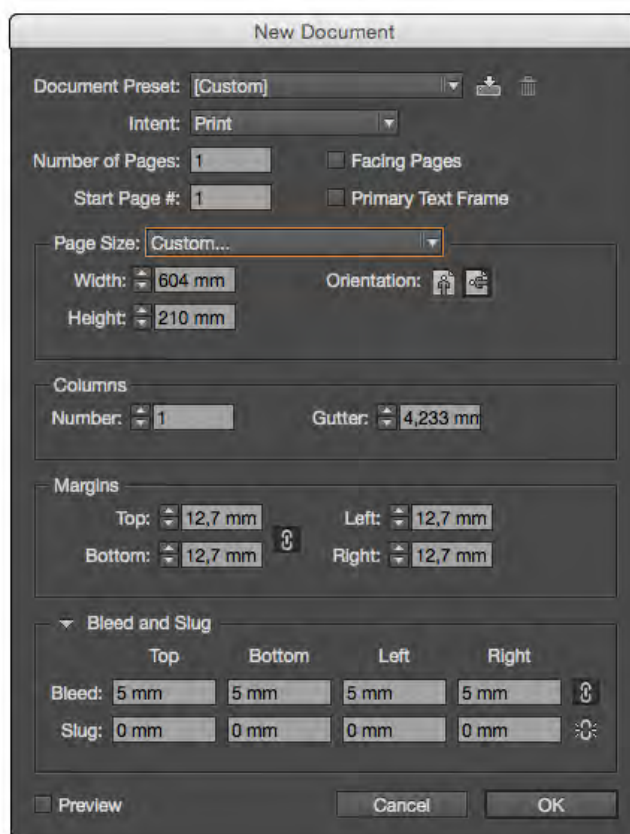 New Document
Document Preset: [Custom]
Intent: Print
Number of Pages: 1 Facing Pages
Start Page #: 1 Primary Text Frame
Page Size: Custom...
Width: 604 mm Orientation:
Height: 210 mm
Columns
Number: 1 Gutter: 4,233 mm
Margins
Top: 12,7 mm Left: 12,7 mm
Bottom: 12,7 mm Right: 12,7 mm
Bleed and Slug
Top Bottom Left Right
Bleed: 5 mm 5 mm 5 mm 5 mm
Slug: 0 mm 0 mm 0 mm 0 mm
Preview Cancel OK